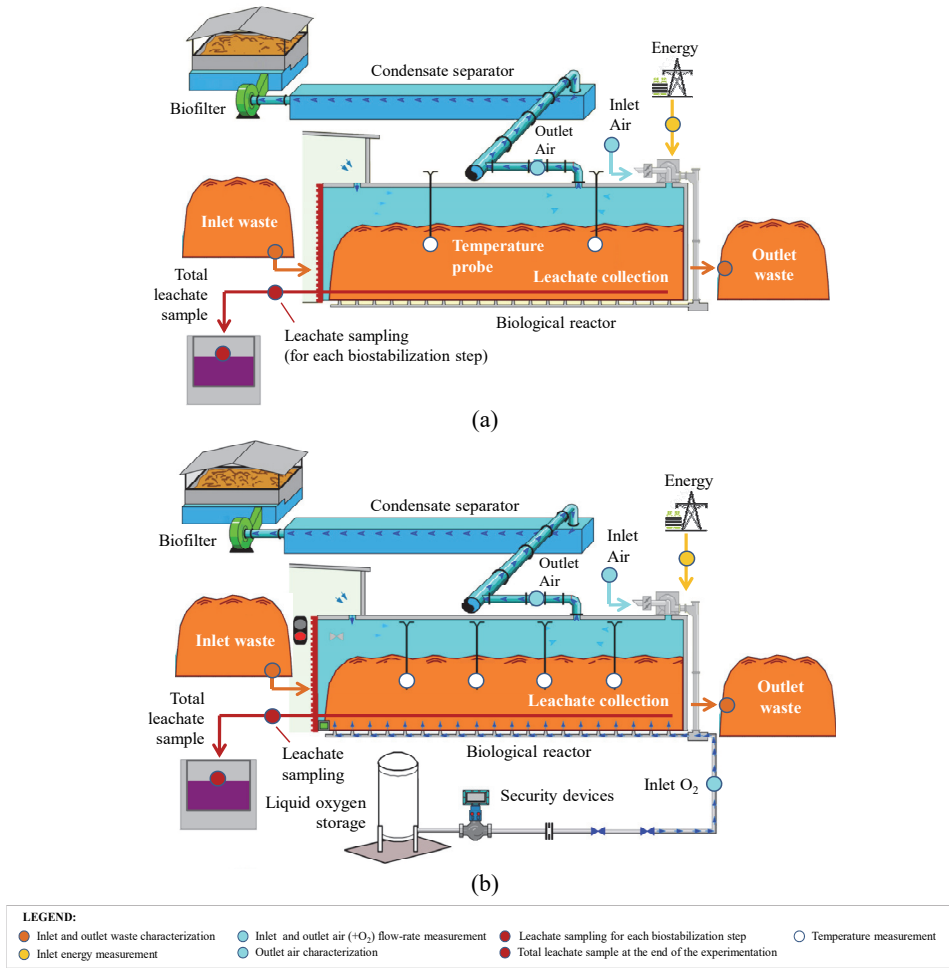 Energy
Condensate separator
Inlet
Air
Biofilter
Outlet
Air
Inlet waste
Temperature
probe
Outlet
waste
Leachate collection
Total
leachate
sample
Biological reactor
Leachate sampling
(for each biostabilization step)
(a)
Energy
Condensate separator
Inlet
Air
Biofilter
Outlet
Air
Inlet waste
Outlet
waste
Leachate collection
Total
leachate
sample
Biological reactor
Leachate
sampling
Inlet O2
Liquid oxygen
storage
Security devices
(b)
LEGEND:
Inlet and outlet waste characterization
Inlet and outlet air (+O2) flow-rate measurement
Leachate sampling for each biostabilization step
Temperature measurement
Inlet energy measurement
Outlet air characterization
Total leachate sample at the end of the experimentation